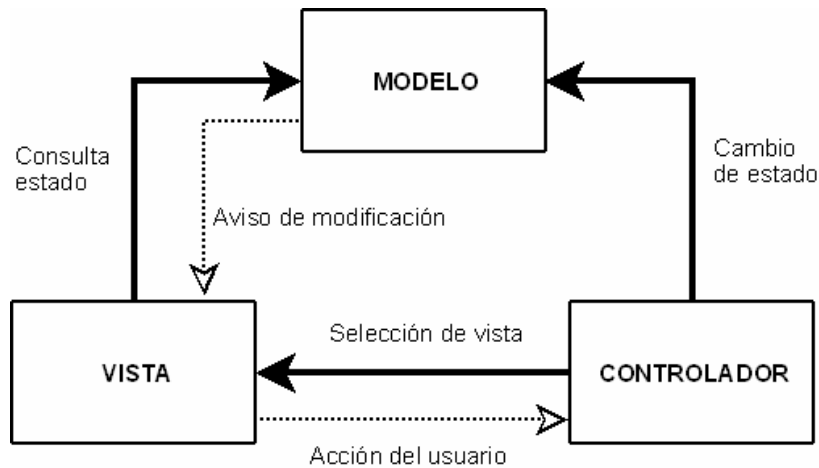 MODELO
Consulta
estado
Cambio
de estado
Aviso de modificación
Selección de vista
VISTA
CONTROLADOR
Acción del usuario